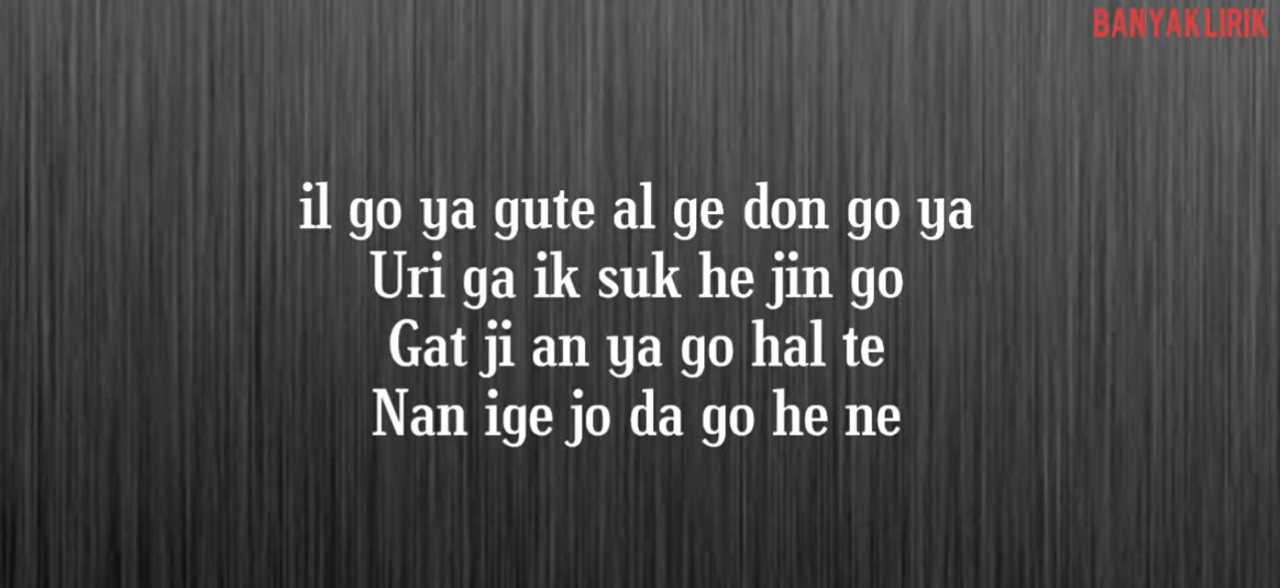 BANYAK LIRIK
il go ya gute al ge don go ya
Uri ga ik suk he jin go
Gat ji an ya go hal te
Nan ige jo da go he ne